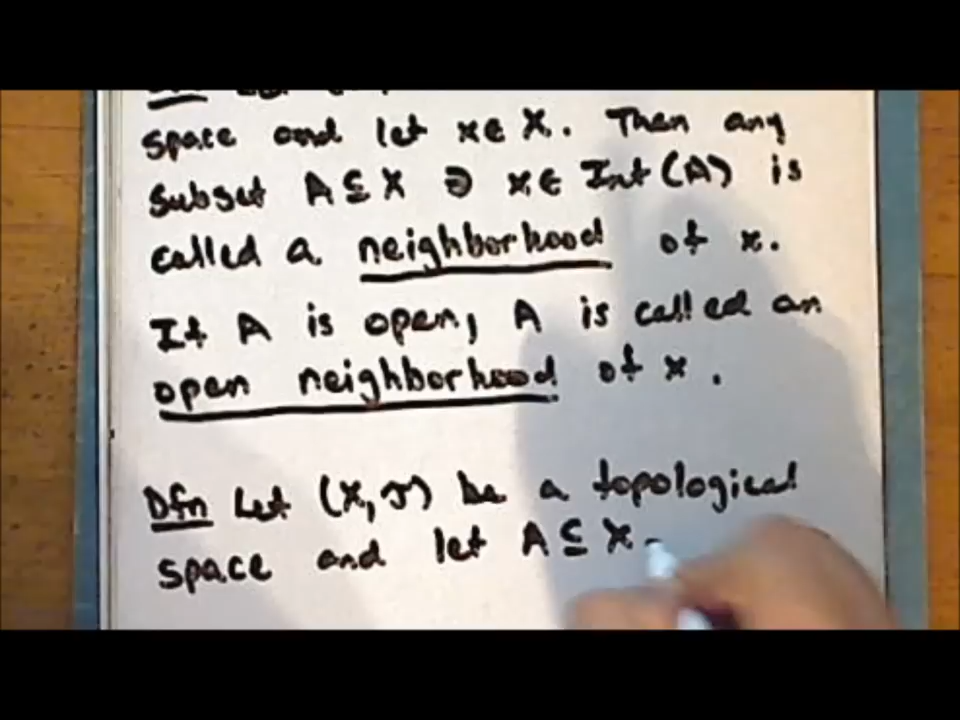 space and let x ∈ X. Then any
subset A ⊆ X ∋ x ∈ Int(A) is
called a neighborhood of x.
If A is open, A is called an
open neighborhood of x.
Dfn Let (X, 𝒯) be a topological
space and let A ⊆ X